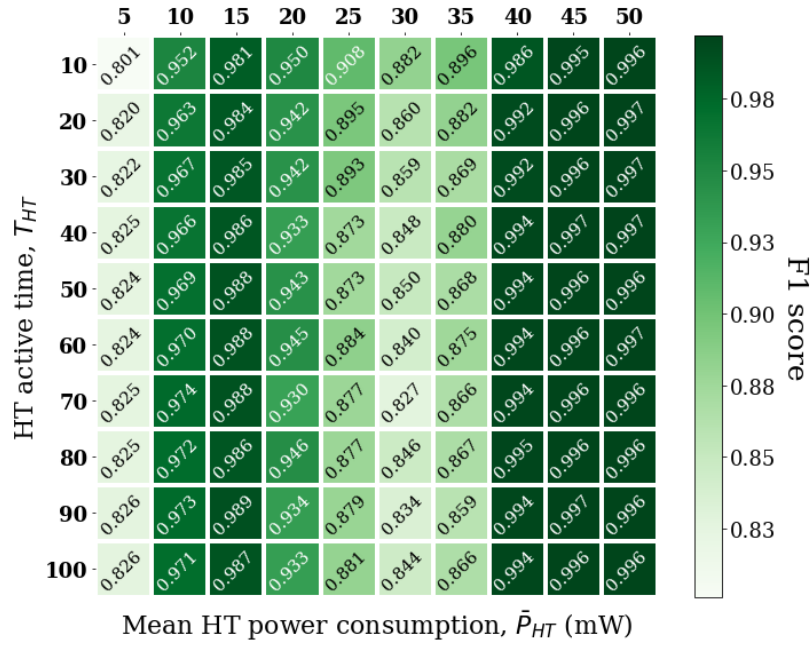 5 10 15 20 25 30 35 40 45 50
10 0.801 0.952 0.981 0.950 0.908 0.882 0.896 0.986 0.995 0.996
20 0.820 0.963 0.984 0.942 0.895 0.860 0.882 0.992 0.996 0.997
30 0.822 0.967 0.985 0.942 0.893 0.859 0.869 0.992 0.996 0.997
40 0.825 0.966 0.986 0.933 0.873 0.848 0.880 0.994 0.997 0.997
50 0.824 0.969 0.988 0.943 0.873 0.850 0.868 0.994 0.996 0.996
60 0.824 0.970 0.988 0.945 0.884 0.840 0.875 0.994 0.996 0.997
70 0.825 0.974 0.988 0.930 0.877 0.827 0.866 0.994 0.996 0.996
80 0.825 0.972 0.986 0.946 0.877 0.846 0.867 0.995 0.996 0.996
90 0.826 0.973 0.989 0.934 0.879 0.834 0.859 0.994 0.997 0.996
100 0.826 0.971 0.987 0.933 0.881 0.844 0.866 0.994 0.996 0.996
HT active time, T_HT
Mean HT power consumption, P̄_HT (mW)
0.98
0.95
0.93
0.90
0.88
0.85
0.83
F1 score